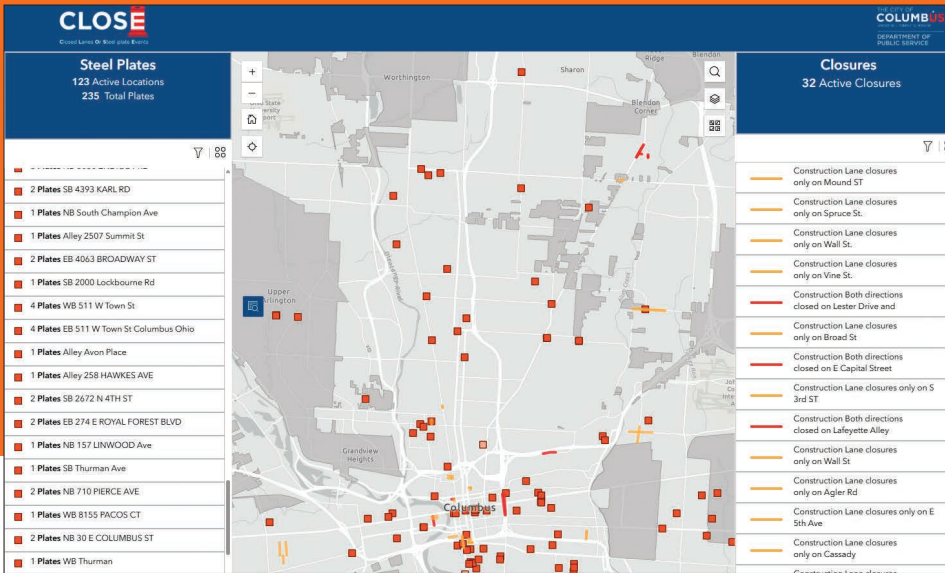 CLOSE
Closed Lanes Or Steel plate Events
THE CITY OF
COLUMBUS
DEPARTMENT OF
PUBLIC SERVICE
Steel Plates
123 Active Locations
235 Total Plates
2 Plates SB 4393 KARL RD
1 Plates NB South Champion Ave
1 Plates Alley 2507 Summit St
2 Plates EB 4063 BROADWAY ST
1 Plates SB 2000 Lockbourne Rd
4 Plates WB 511 W Town St
4 Plates EB 511 W Town St Columbus Ohio
1 Plates Alley Avon Place
1 Plates Alley 258 HAWKES AVE
2 Plates SB 2672 N 4TH ST
2 Plates EB 274 E ROYAL FOREST BLVD
1 Plates NB 157 LINWOOD Ave
1 Plates SB Thurman Ave
2 Plates NB 710 PIERCE AVE
1 Plates WB 8155 PACOS CT
2 Plates NB 30 E COLUMBUS ST
1 Plates WB Thurman
Worthington
Sharon
Ridge
Blendon
Blendon
Corner
Upper
Arlington
Olentangy River
Grandview
Heights
Columbus
Closures
32 Active Closures
Construction Lane closures
only on Mound ST
Construction Lane closures
only on Spruce St.
Construction Lane closures
only on Wall St.
Construction Lane closures
only on Vine St.
Construction Both directions
closed on Lester Drive and
Construction Lane closures
only on Broad St
Construction Both directions
closed on E Capital Street
Construction Lane closures only on S
3rd ST
Construction Both directions
closed on Lafeyette Alley
Construction Lane closures
only on Wall St
Construction Lane closures
only on Agler Rd
Construction Lane closures only on E
5th Ave
Construction Lane closures
only on Cassady
Construction Lane closures